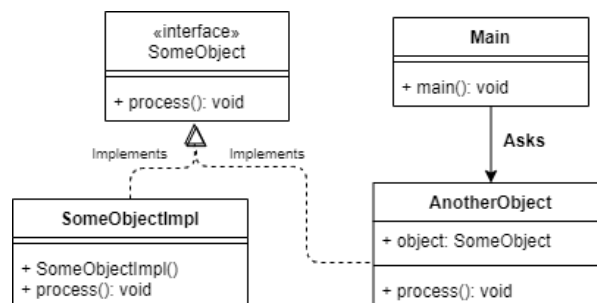 «interface»
SomeObject
+ process(): void
Main
+ main(): void
Implements
Implements
Asks
SomeObjectImpl
+ SomeObjectImpl()
+ process(): void
AnotherObject
+ object: SomeObject
+ process(): void